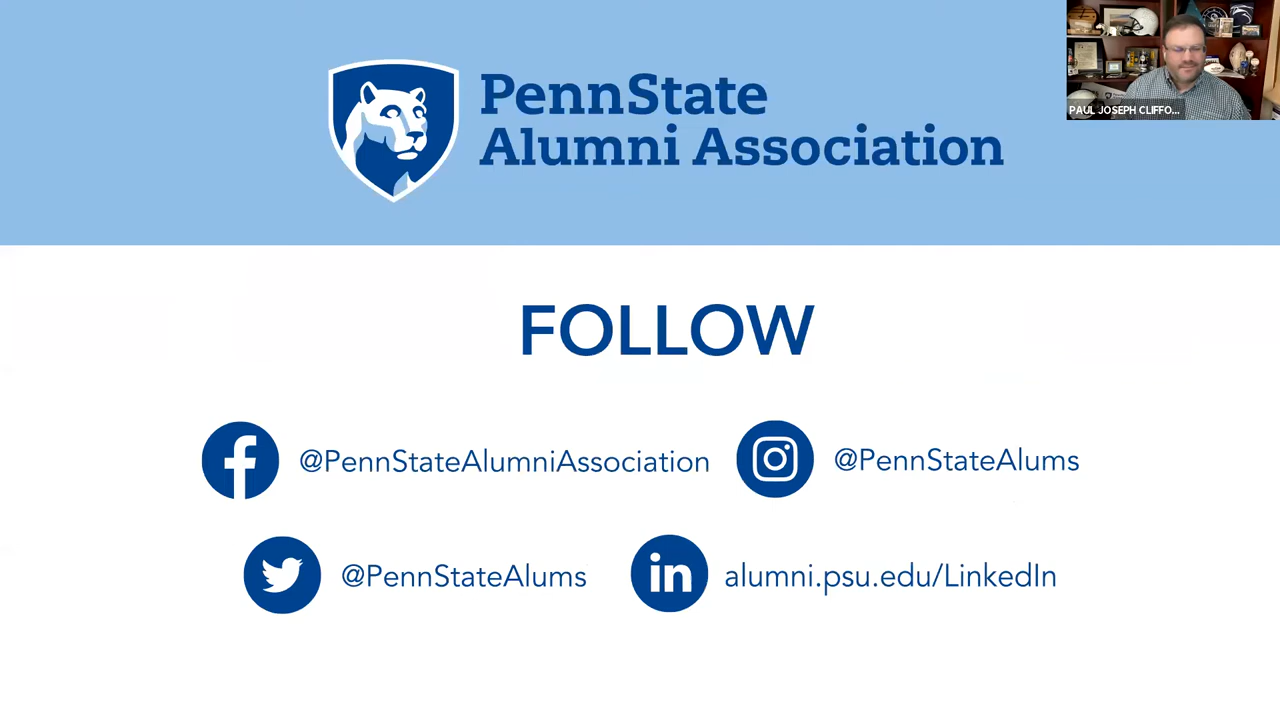 PennState
Alumni Association
PAUL JOSEPH CLIFFO...
FOLLOW
@PennStateAlumniAssociation
@PennStateAlums
@PennStateAlums
alumni.psu.edu/LinkedIn